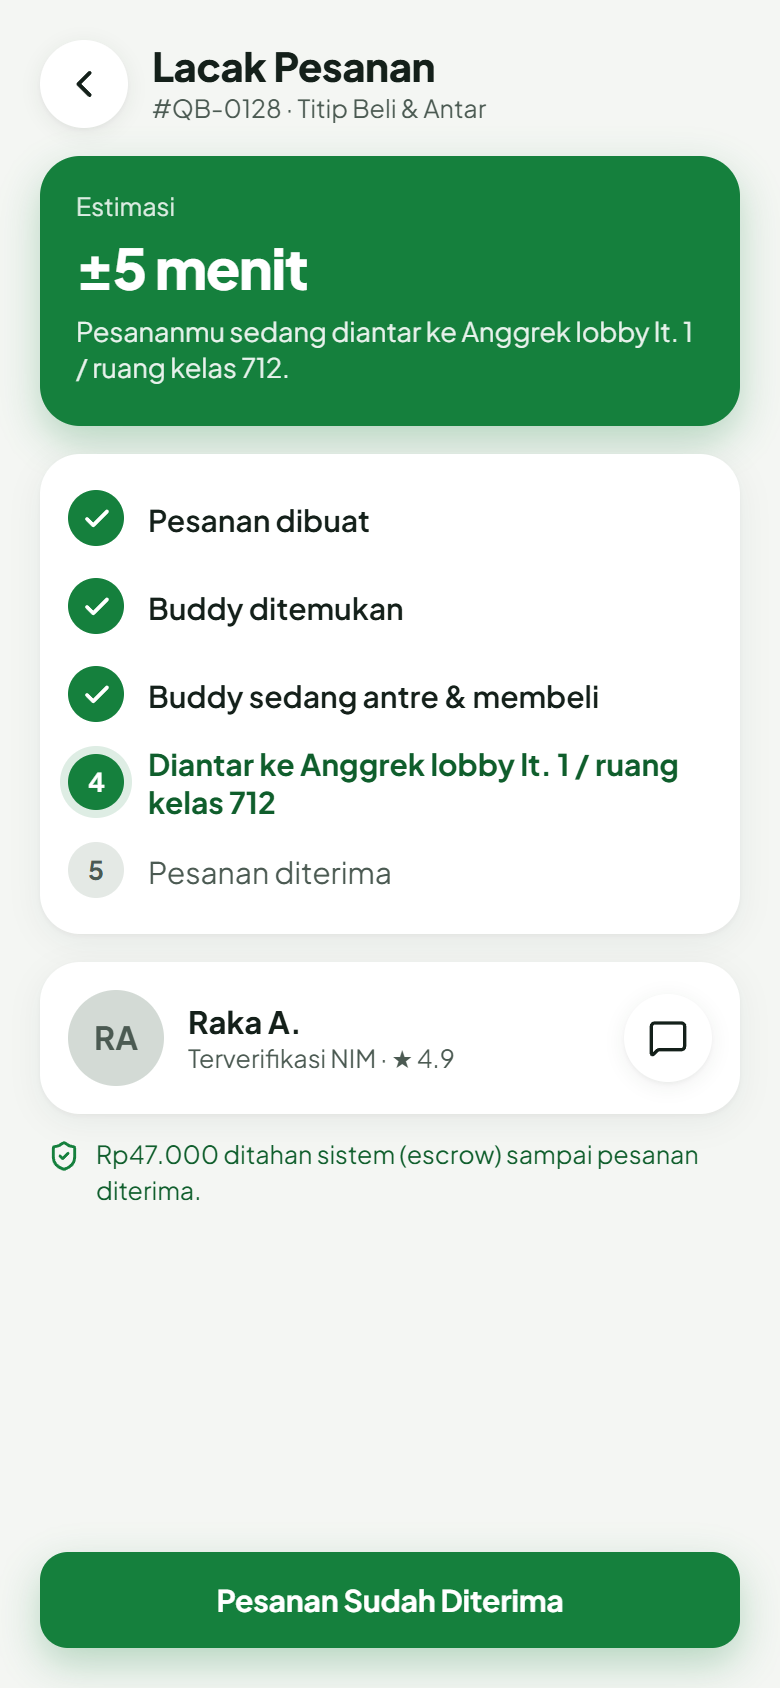 Lacak Pesanan
#QB-0128 · Titip Beli & Antar
Estimasi
±5 menit
Pesananmu sedang diantar ke Anggrek lobby lt. 1
/ ruang kelas 712.
Pesanan dibuat
Buddy ditemukan
Buddy sedang antre & membeli
4
Diantar ke Anggrek lobby lt. 1 / ruang
kelas 712
5
Pesanan diterima
RA
Raka A.
Terverifikasi NIM · ★ 4.9
Rp47.000 ditahan sistem (escrow) sampai pesanan
diterima.
Pesanan Sudah Diterima